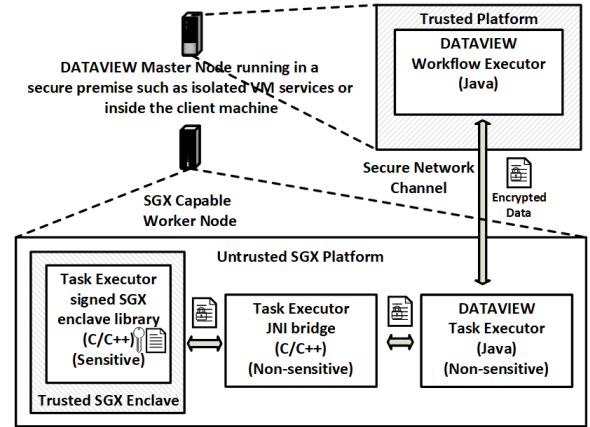 Trusted Platform
DATAVIEW
Workflow Executor
(Java)
DATAVIEW Master Node running in a
secure premise such as isolated VM services or
inside the client machine
Secure Network
Channel
Encrypted
Data
SGX Capable
Worker Node
Untrusted SGX Platform
Task Executor
signed SGX
enclave library
(C/C++)
(Sensitive)
Trusted SGX Enclave
Task Executor
JNI bridge
(C/C++)
(Non-sensitive)
DATAVIEW
Task Executor
(Java)
(Non-sensitive)